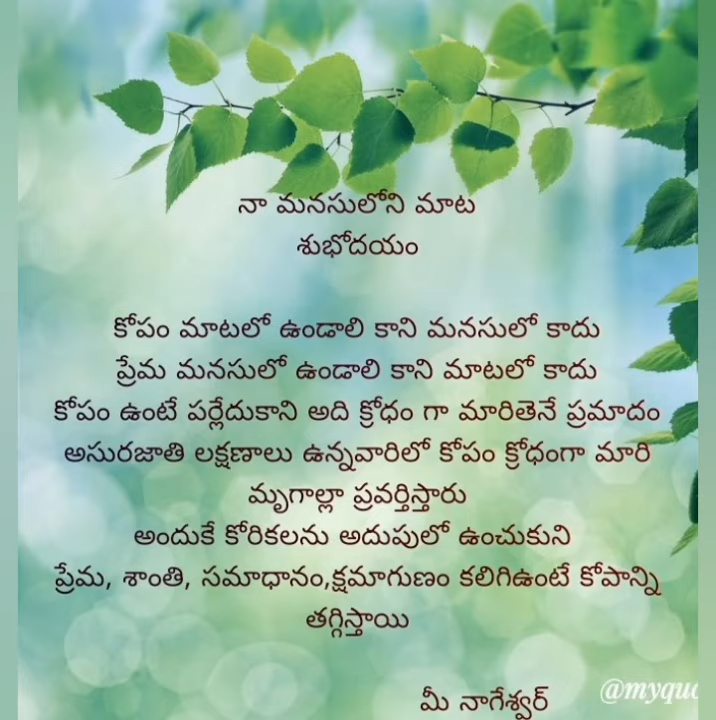 నా మనసులోని మాట
శుభోదయం
కోపం మాటలో ఉండాలి కాని మనసులో కాదు
ప్రేమ మనసులో ఉండాలి కాని మాటలో కాదు
కోపం ఉంటే పర్లేదుకాని అది క్రోధం గా మారితెనే ప్రమాదం
అసురజాతి లక్షణాలు ఉన్నవారిలో కోపం క్రోధంగా మారి
మృగాల్లా ప్రవర్తిస్తారు
అందుకే కోరికలను అదుపులో ఉంచుకుని
ప్రేమ, శాంతి, సమాధానం,క్షమాగుణం కలిగిఉంటే కోపాన్ని
తగ్గిస్తాయి
మీ నాగేశ్వర్